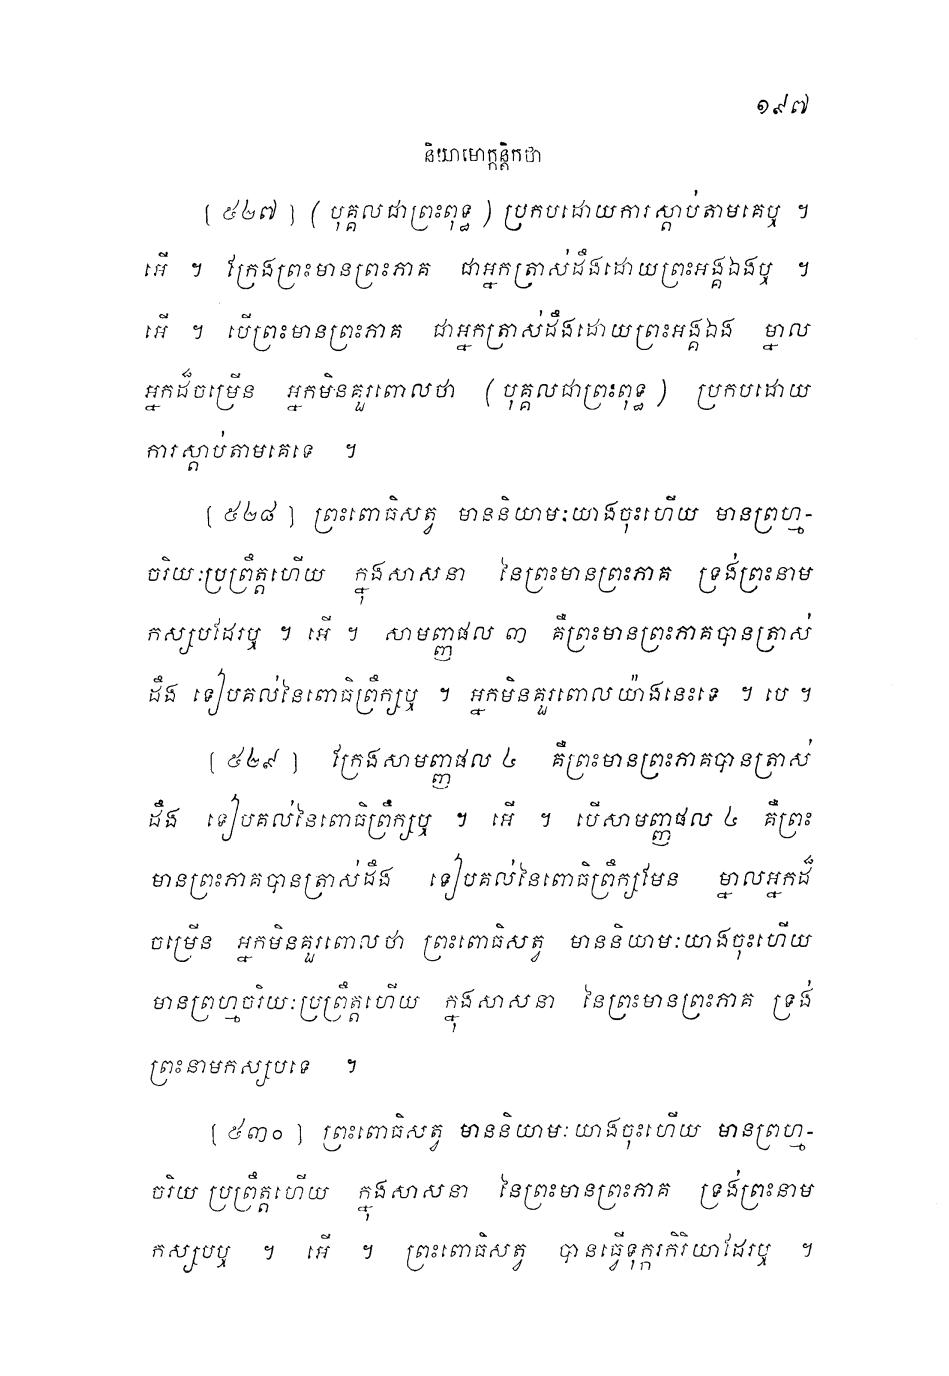 ១៩៧
និយាមោក្កន្តិកថា
[ ៥២៧ ] ( បុគ្គលជាព្រះពុទ្ធ ) ប្រកបដោយការស្តាប់តាមគេឬ ។
អើ ។ ក្រែងព្រះមានព្រះភាគ ជាអ្នកត្រាស់ដឹងដោយព្រះអង្គឯងឬ ។
អើ ។ បើព្រះមានព្រះភាគ ជាអ្នកត្រាស់ដឹងដោយព្រះអង្គឯង ម្នាល
អ្នកដ៏ចម្រើន អ្នកមិនគួរពោលថា ( បុគ្គលជាព្រះពុទ្ធ ) ប្រកបដោយ
ការស្តាប់តាមគេទេ ។
[ ៥២៨ ] ព្រះពោធិសត្វ មាននិយាមៈយាងចុះហើយ មានព្រហ្ម-
ចរិយៈប្រព្រឹត្តហើយ ក្នុងសាសនា នៃព្រះមានព្រះភាគ ទ្រង់ព្រះនាម
កស្សបដែរឬ ។ អើ ។ សាមញ្ញផល ៣ គឺព្រះមានព្រះភាគបានត្រាស់
ដឹង ទៀបគល់នៃពោធិព្រឹក្សឬ ។ អ្នកមិនគួរពោលយ៉ាងនេះទេ ។ បេ ។
[ ៥២៩ ] ក្រែងសាមញ្ញផល ៤ គឺព្រះមានព្រះភាគបានត្រាស់
ដឹង ទៀបគល់នៃពោធិព្រឹក្សឬ ។ អើ ។ បើសាមញ្ញផល ៤ គឺព្រះ
មានព្រះភាគបានត្រាស់ដឹង ទៀបគល់នៃពោធិព្រឹក្សមែន ម្នាលអ្នកដ៏
ចម្រើន អ្នកមិនគួរពោលថា ព្រះពោធិសត្វ មាននិយាមៈយាងចុះហើយ
មានព្រហ្មចរិយៈប្រព្រឹត្តហើយ ក្នុងសាសនា នៃព្រះមានព្រះភាគ ទ្រង់
ព្រះនាមកស្សបទេ ។
[ ៥៣០ ] ព្រះពោធិសត្វ មាននិយាមៈយាងចុះហើយ មានព្រហ្ម-
ចរិយ ប្រព្រឹត្តហើយ ក្នុងសាសនា នៃព្រះមានព្រះភាគ ទ្រង់ព្រះនាម
កស្សបឬ ។ អើ ។ ព្រះពោធិសត្វ បានធ្វើទុក្ករកិរិយាដែរឬ ។